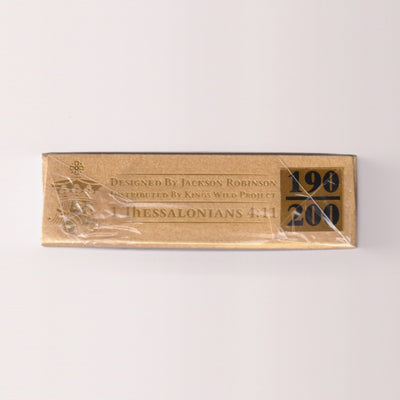 Designed By Jackson Robinson
Distributed By Kings Wild Project
1 Thessalonians 4:11
190
200